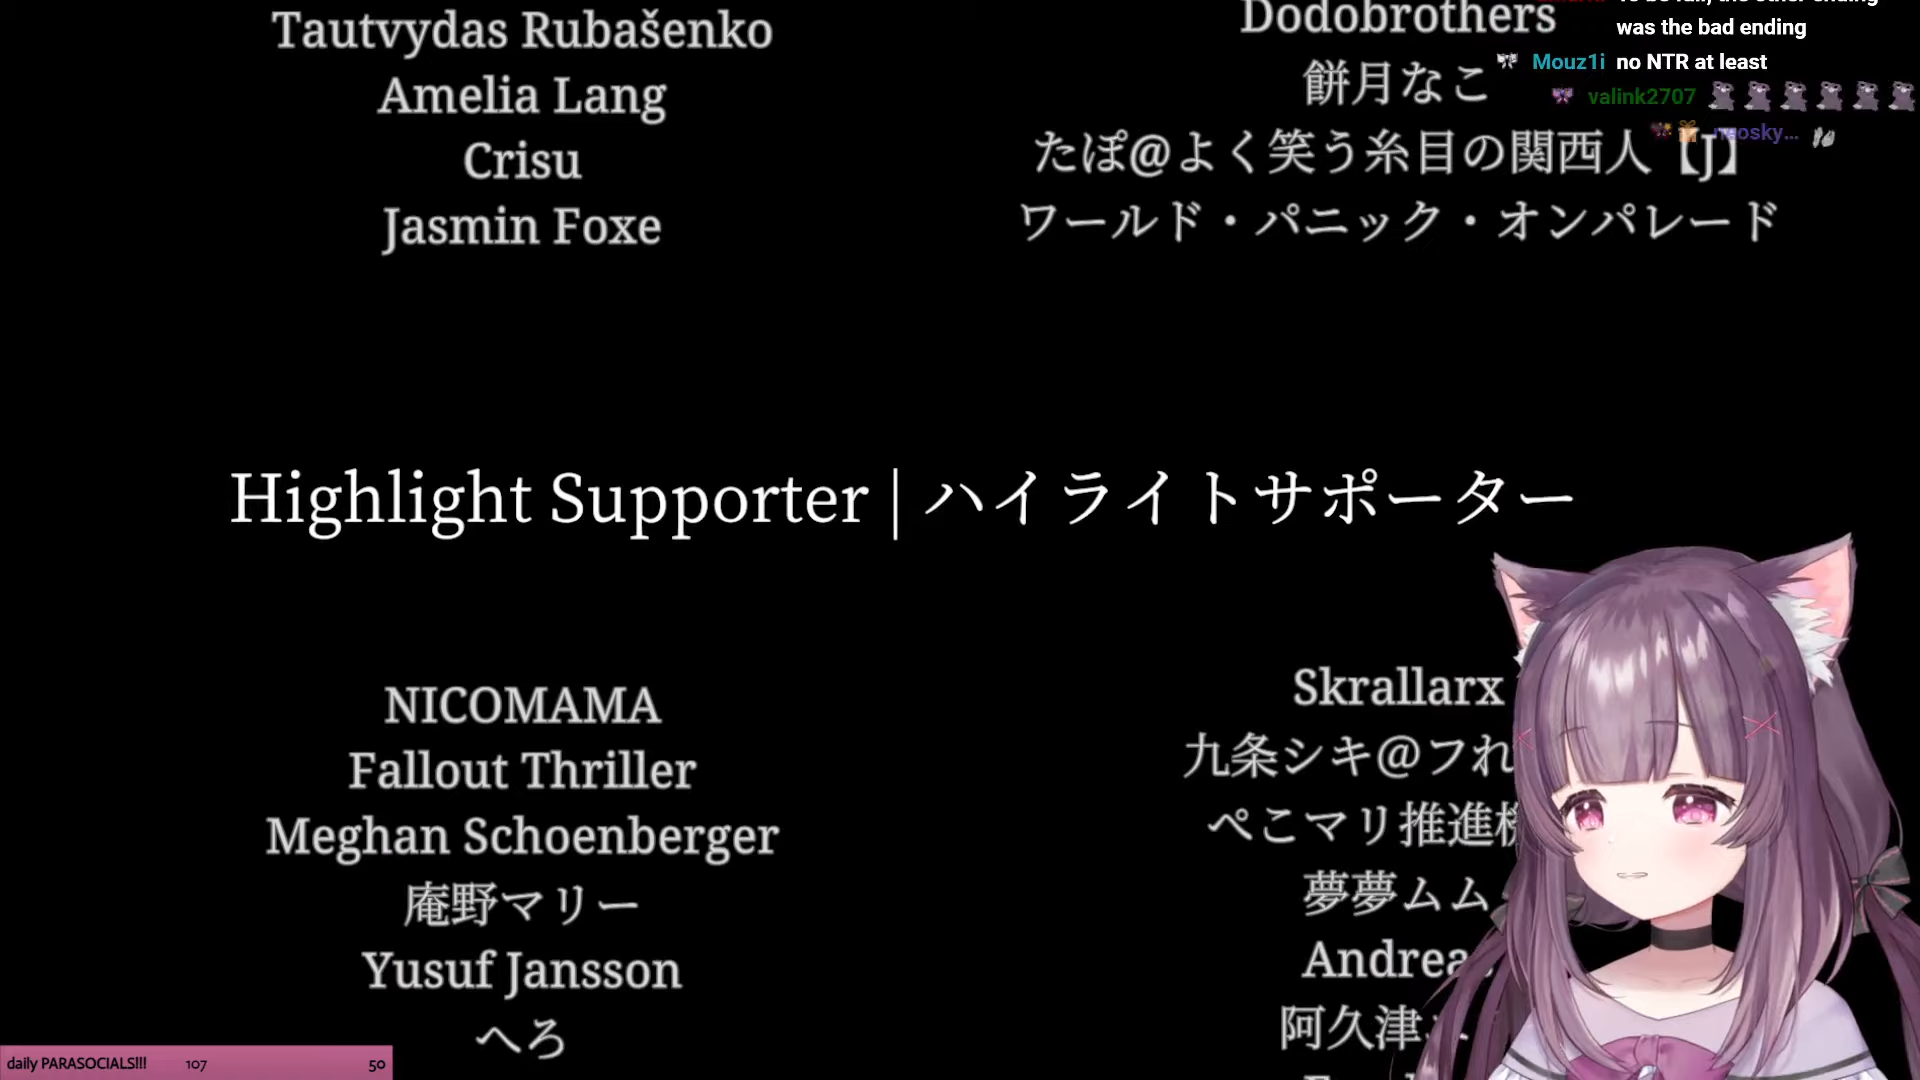 Tautvydas Rubašenko
Amelia Lang
Crisu
Jasmin Foxe
Dodobrothers
餅月なこ
たぽ@よく笑う糸目の関西人【J】
ワールド・パニック・オンパレード
was the bad ending
Mouz1i no NTR at least
valink2707
Highlight Supporter | ハイライトサポーター
NICOMAMA
Fallout Thriller
Meghan Schoenberger
庵野マリー
Yusuf Jansson
へろ
Skrallarx
九条シキ@フれ
ぺこマリ推進
夢夢ムム
Andreas
阿久津
daily PARASOCIALS!!! 107 50